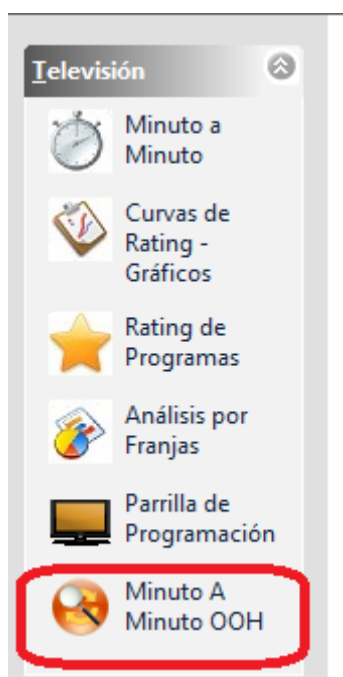 Televisión
Minuto a
Minuto
Curvas de
Rating -
Gráficos
Rating de
Programas
Análisis por
Franjas
Parrilla de
Programación
Minuto A
Minuto OOH